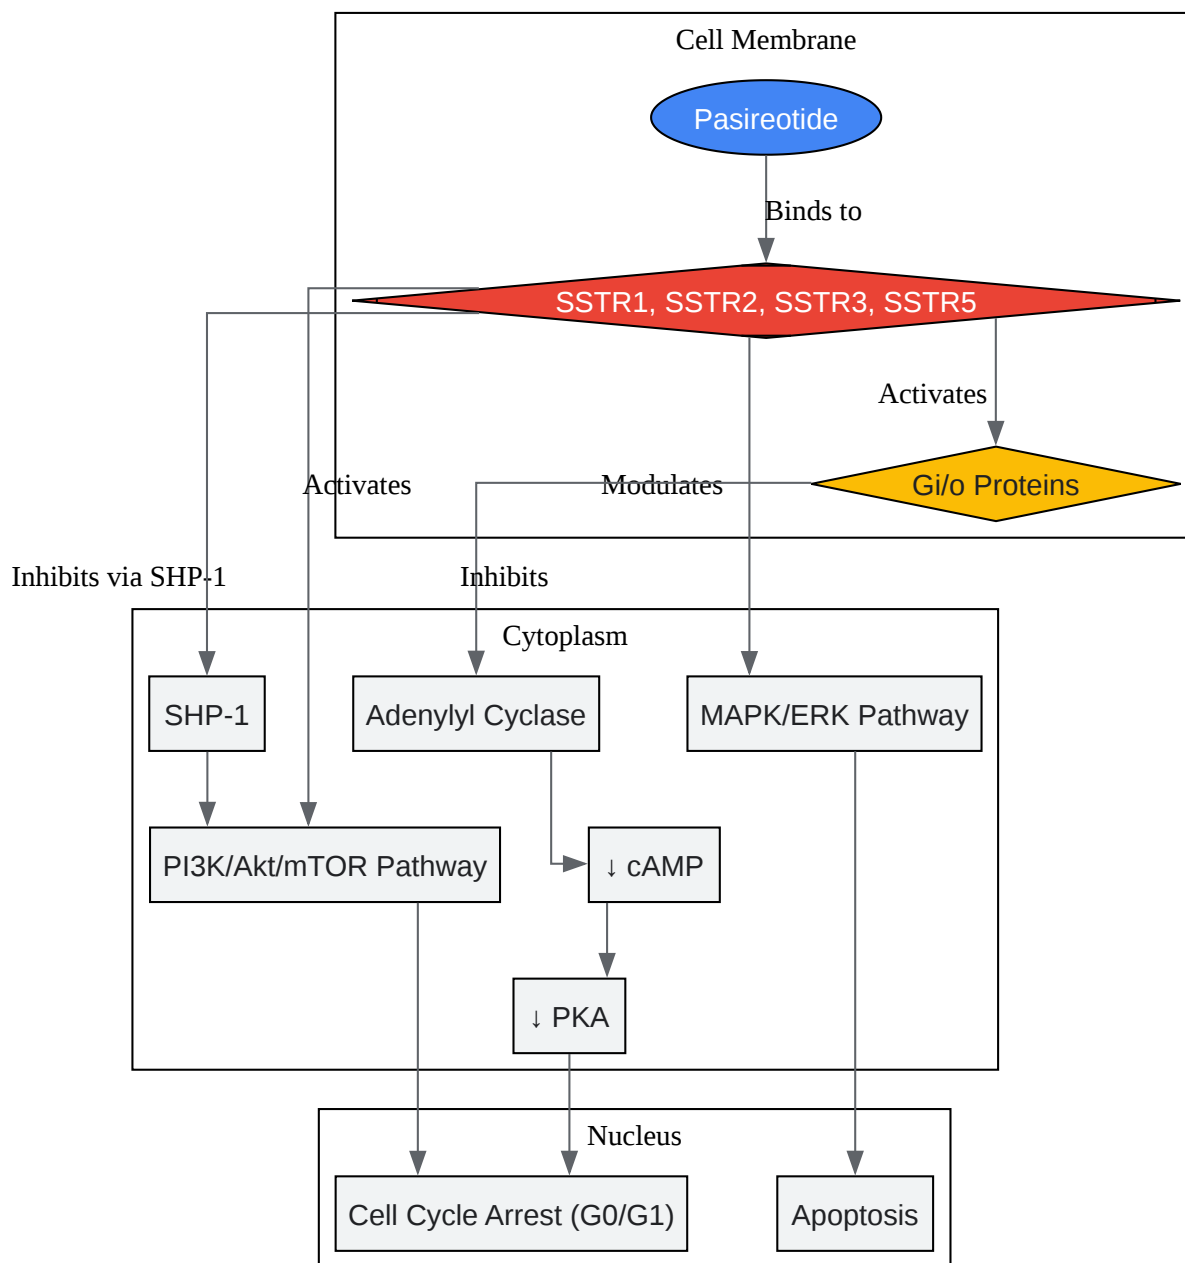 Cell Membrane
Pasireotide
Binds to
SSTR1, SSTR2, SSTR3, SSTR5
Activates
Activates
Modulates
Gi/o Proteins
Inhibits via SHP-1
Inhibits
Cytoplasm
SHP-1
Adenylyl Cyclase
MAPK/ERK Pathway
PI3K/Akt/mTOR Pathway
↓ cAMP
↓ PKA
Nucleus
Cell Cycle Arrest (G0/G1)
Apoptosis